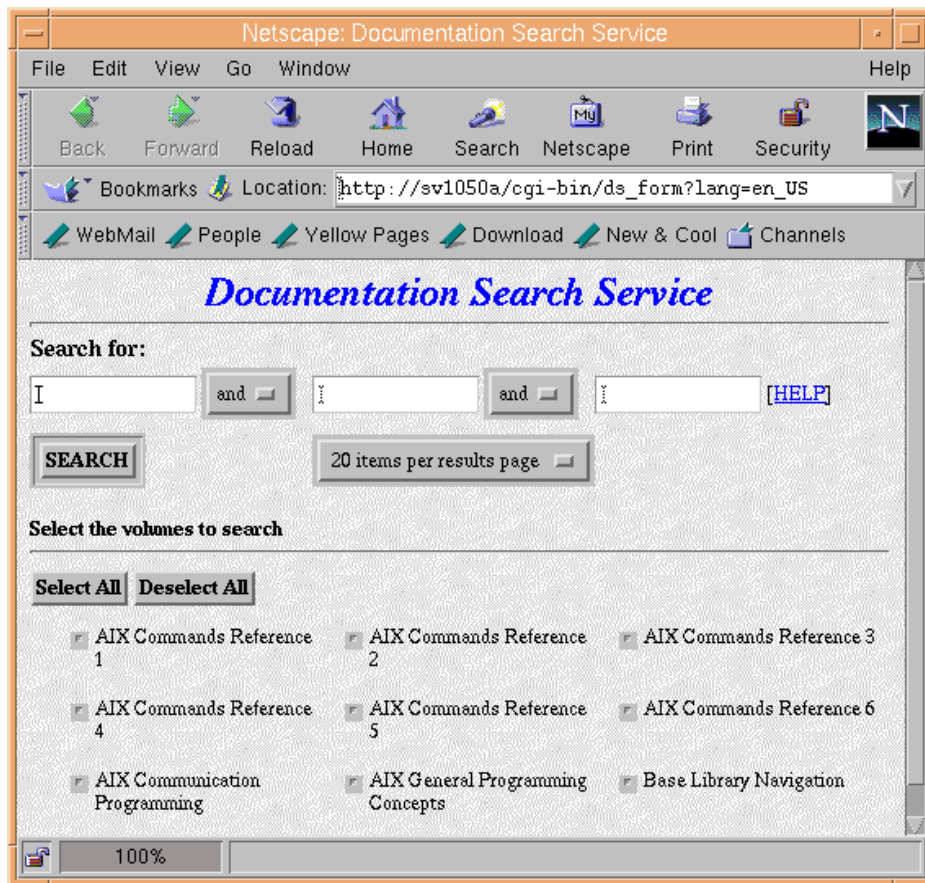 Netscape: Documentation Search Service
File Edit View Go Window Help
Back Forward Reload Home Search Netscape Print Security
My
N
Bookmarks Location: http://sv1050a/cgi-bin/ds_form?lang=en_US
WebMail People Yellow Pages Download New & Cool Channels
Documentation Search Service
Search for:
and and [HELP]
SEARCH 20 items per results page
Select the volumes to search
Select All Deselect All
AIX Commands Reference AIX Commands Reference AIX Commands Reference 3
1 2
AIX Commands Reference AIX Commands Reference AIX Commands Reference 6
4 5
AIX Communication AIX General Programming Base Library Navigation
Programming Concepts
100%